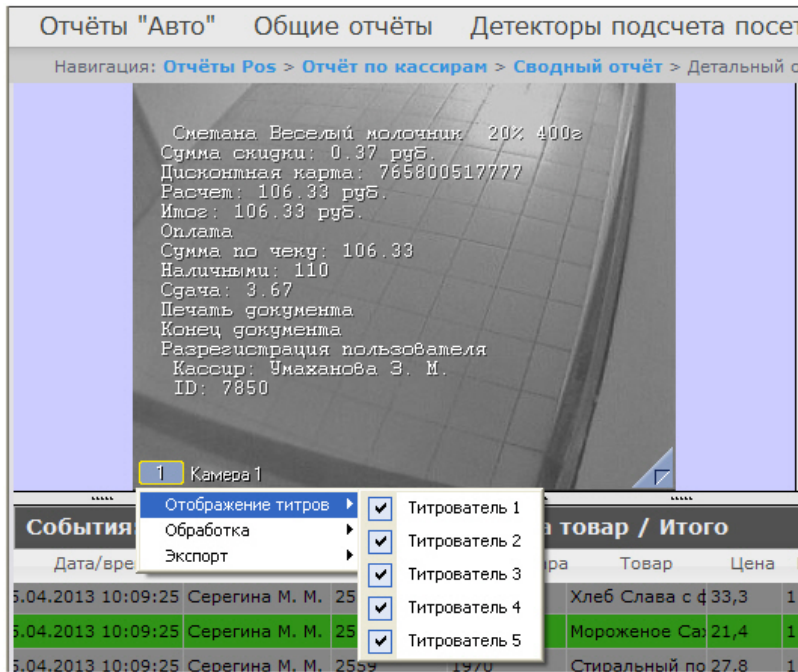 Отчёты "Авто" Общие отчёты Детекторы подсчета
Навигация: Отчёты Pos > Отчёт по кассирам > Сводный отчёт > Детальный
Сметана Веселый молочник 20% 400г
Сумма скидки: 0.37 руб.
Дисконтная карта: 765800517777
Расчет: 106.33 руб.
Итог: 106.33 руб.
Оплата
Сумма по чеку: 106.33
Наличными: 110
Сдача: 3.67
Печать документа
Конец документа
Разрегистрация пользователя
Кассир: Умаханова З. М.
ID: 7850
1 Камера 1
Отображение титров
Обработка
Экспорт
Титрователь 1
Титрователь 2
Титрователь 3
Титрователь 4
Титрователь 5
События а товар / Итого
Дата/вре ра Товар Цена
5.04.2013 10:09:25 Серегина М. М. 25 Хлеб Слава с ф 33,3 1
5.04.2013 10:09:25 Серегина М. М. 25 Мороженое Сах 21,4 1
5.04.2013 10:09:25 Серегина М. М. 2559 1970 Стиральный по 27,8 1